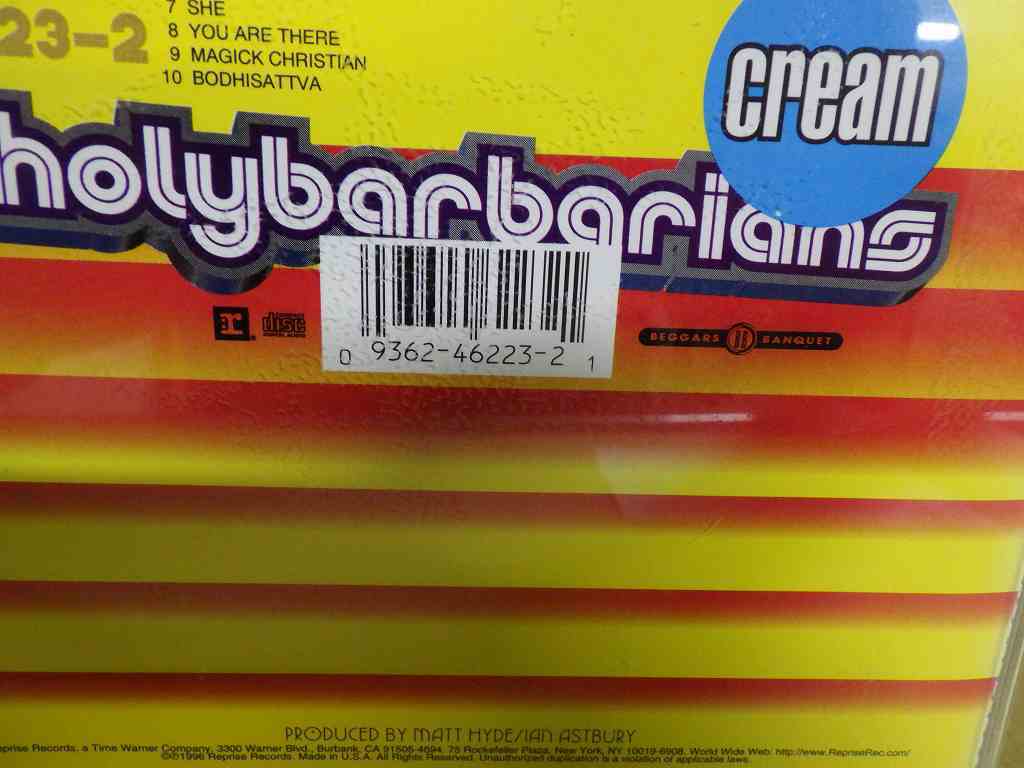 7 SHE
23-2
8 YOU ARE THERE
9 MAGICK CHRISTIAN
10 BODHISATTVA
cream
holybarbarians
r
disc
BEGGARS BANQUET
0 9362-46223-2 1
PRODUCED BY MATT HYDE/IAN ASTBURY
eprise Records, a Time Warner Company, 3300 Warner Blvd., Burbank, CA 91505-4694. 75 Rockefeller Plaza, New York, NY 10019-6908. World Wide Web: http://www.RepriseRec.com/
©℗1996 Reprise Records. Made in U.S.A. All Rights Reserved. Unauthorized duplication is a violation of applicable laws.